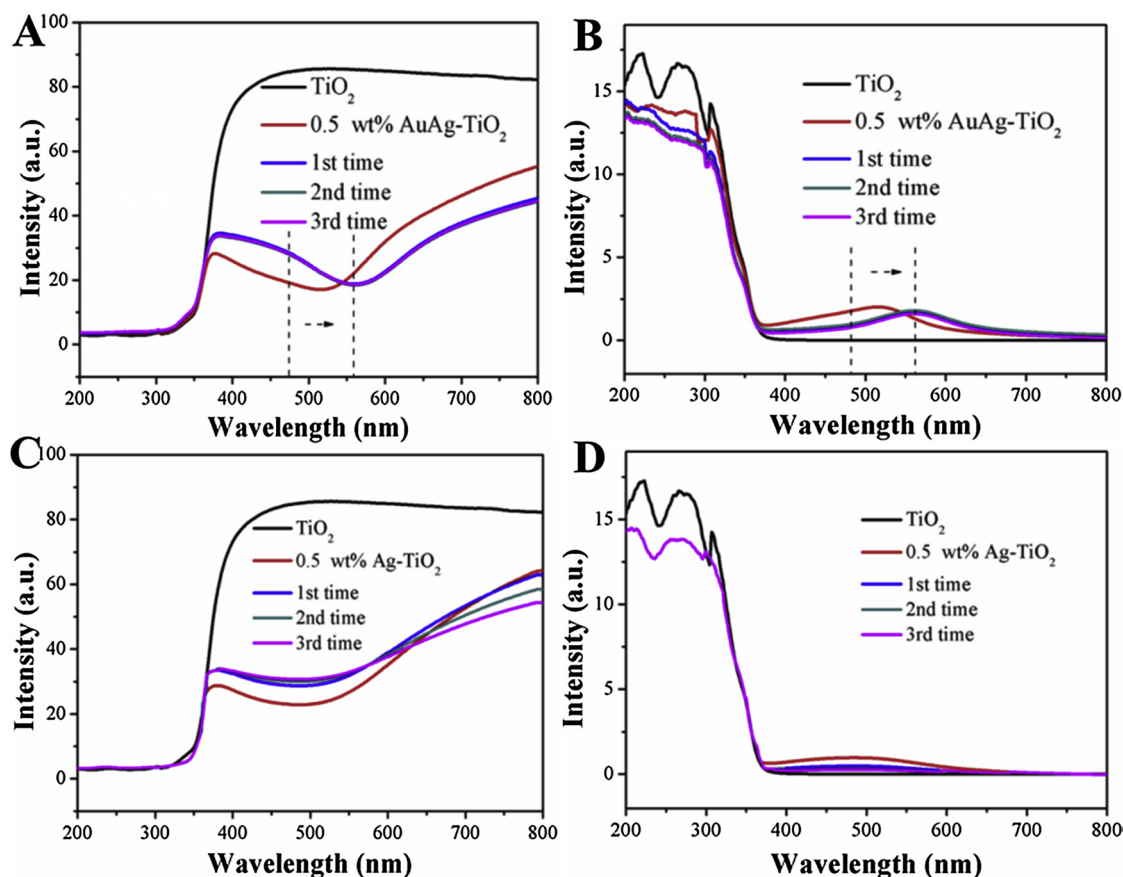 A
100
80
60
40
20
0
Intensity (a.u.)
TiO2
0.5 wt% AuAg-TiO2
1st time
2nd time
3rd time
200 300 400 500 600 700 800
Wavelength (nm)
B
15
10
5
0
Intensity (a.u.)
TiO2
0.5 wt% AuAg-TiO2
1st time
2nd time
3rd time
200 300 400 500 600 700 800
Wavelength (nm)
C
100
80
60
40
20
0
Intensity (a.u.)
TiO2
0.5 wt% Ag-TiO2
1st time
2nd time
3rd time
200 300 400 500 600 700 800
Wavelength (nm)
D
15
10
5
0
Intensity (a.u.)
TiO2
0.5 wt% Ag-TiO2
1st time
2nd time
3rd time
200 300 400 500 600 700 800
Wavelength (nm)